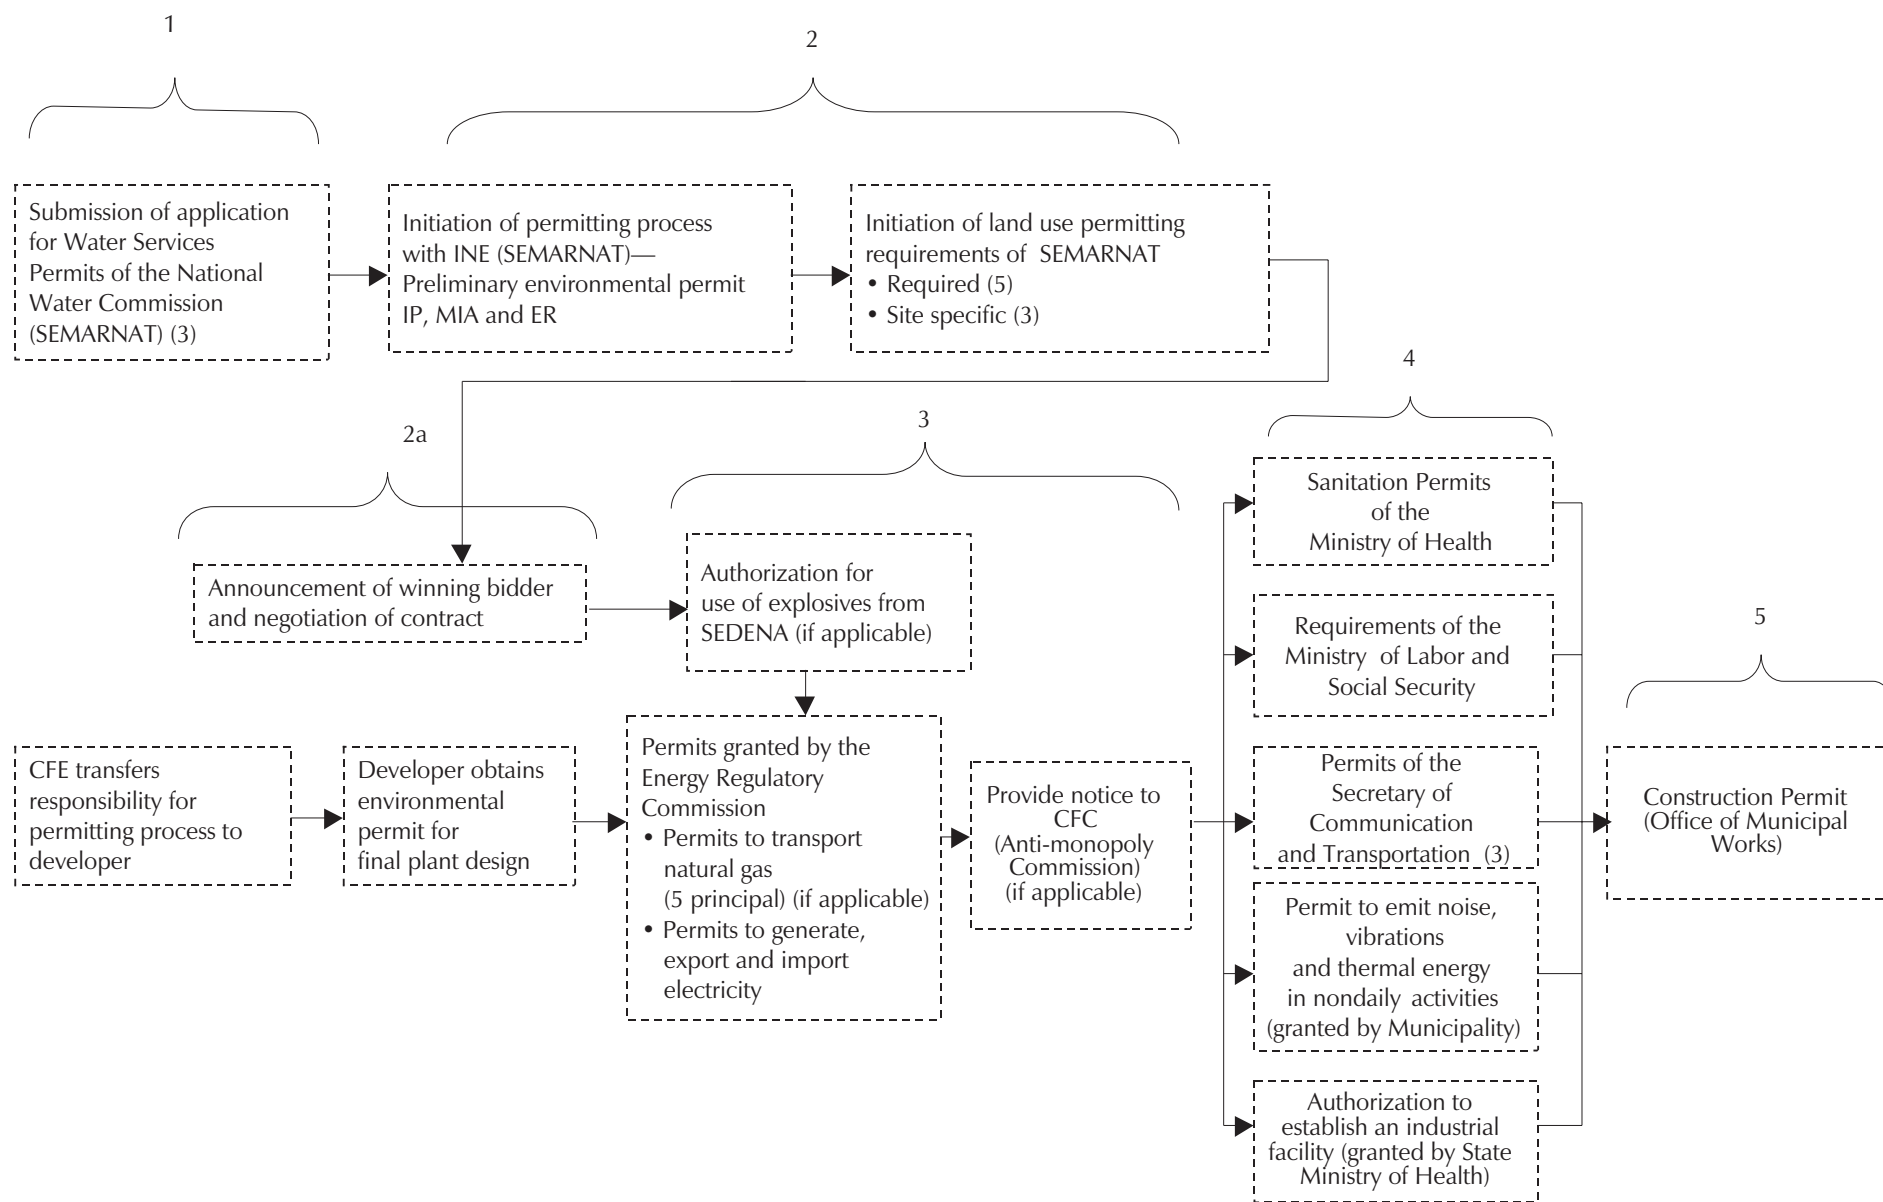 1
2
Submission of application
for Water Services
Permits of the National
Water Commission
(SEMARNAT) (3)
Initiation of permitting process
with INE (SEMARNAT)—
Preliminary environmental permit
IP, MIA and ER
Initiation of land use permitting
requirements of SEMARNAT
• Required (5)
• Site specific (3)
2a
Announcement of winning bidder
and negotiation of contract
3
Authorization for
use of explosives from
SEDENA (if applicable)
CFE transfers
responsibility for
permitting process to
developer
Developer obtains
environmental
permit for
final plant design
Permits granted by the
Energy Regulatory
Commission
• Permits to transport
natural gas
(5 principal) (if applicable)
• Permits to generate,
export and import
electricity
Provide notice to
CFC
(Anti-monopoly
Commission)
(if applicable)
4
Sanitation Permits
of the
Ministry of Health
Requirements of the
Ministry of Labor and
Social Security
Permits of the
Secretary of
Communication
and Transportation (3)
Permit to emit noise,
vibrations
and thermal energy
in nondaily activities
(granted by Municipality)
Authorization to
establish an industrial
facility (granted by State
Ministry of Health)
5
Construction Permit
(Office of Municipal
Works)